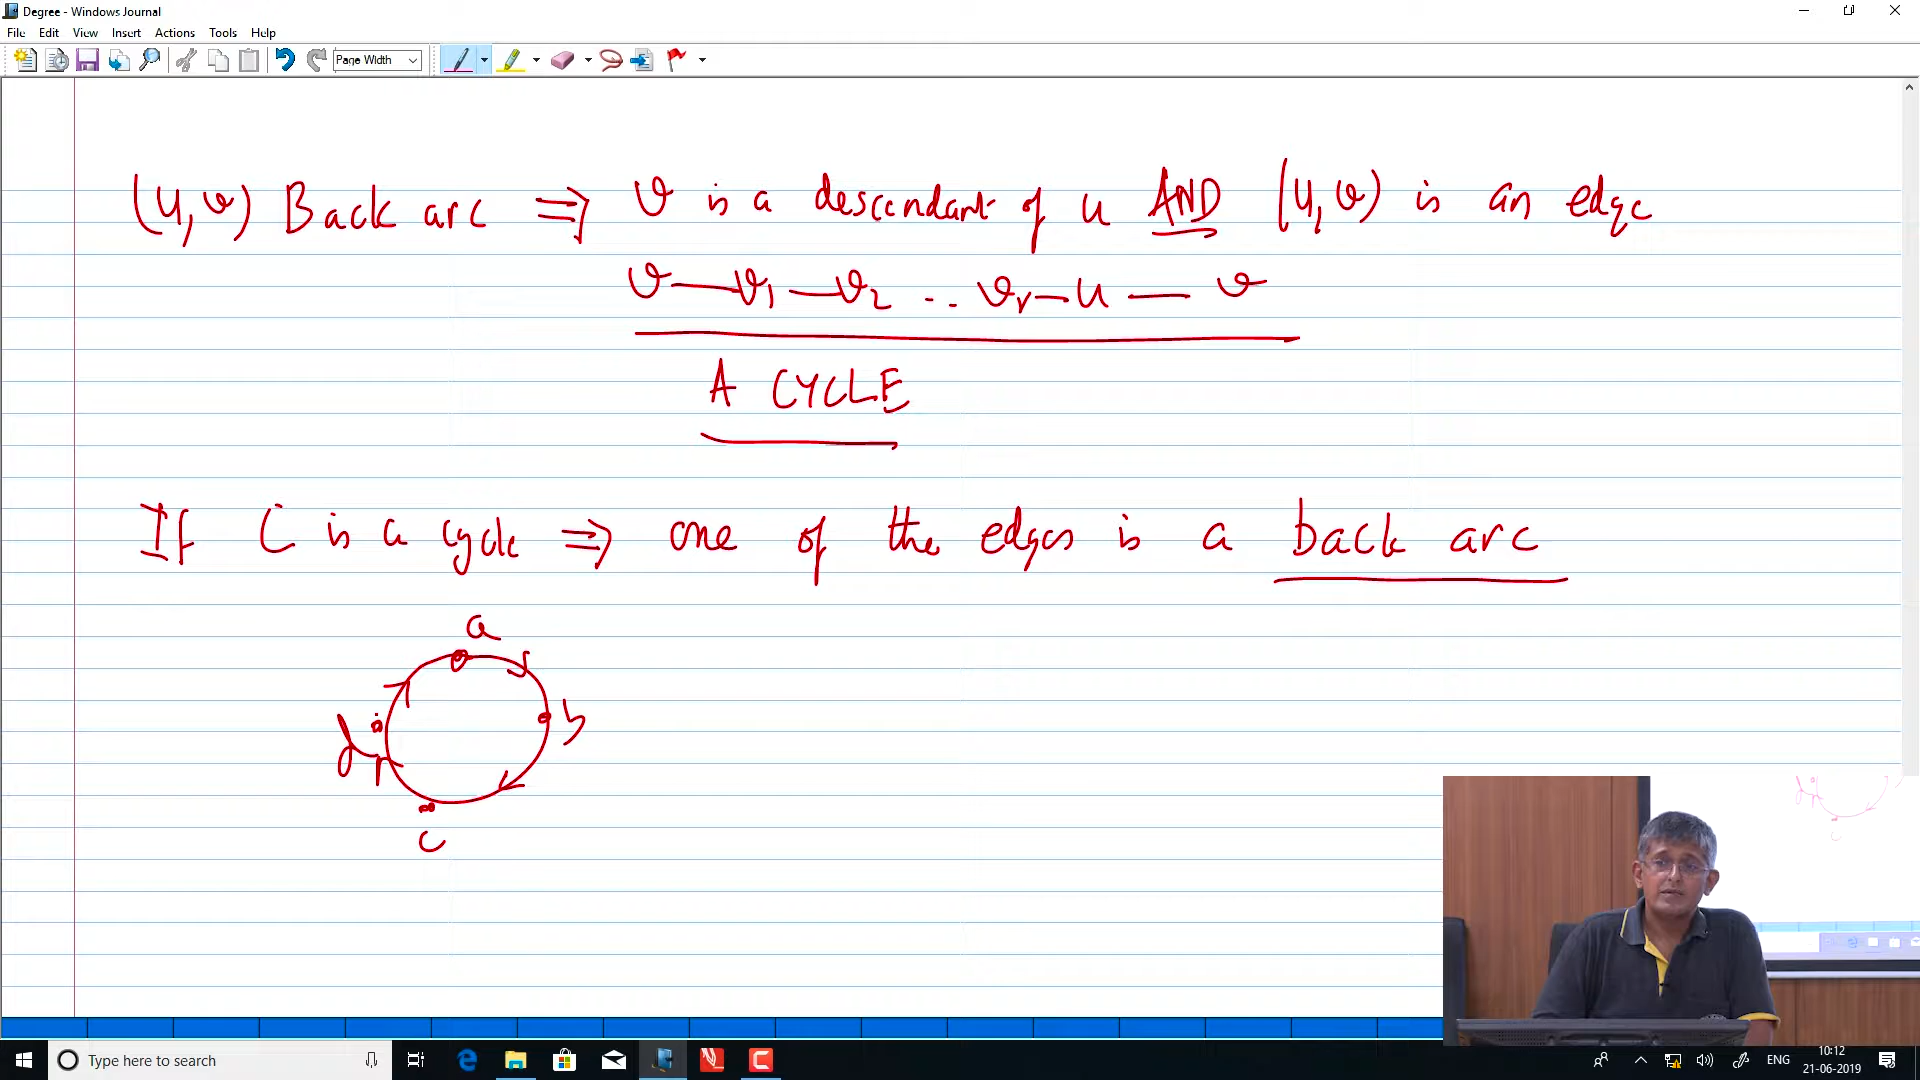 Degree - Windows Journal
File Edit View Insert Actions Tools Help
Page Width
(u,v) Back arc ⇒ v is a descendant of u AND (u,v) is an edge
v — v1 — v2 .. vr — u — v
A CYCLE
If C is a cycle ⇒ one of the edges is a back arc
a
b
c
Type here to search
ENG
10:12
21-06-2019